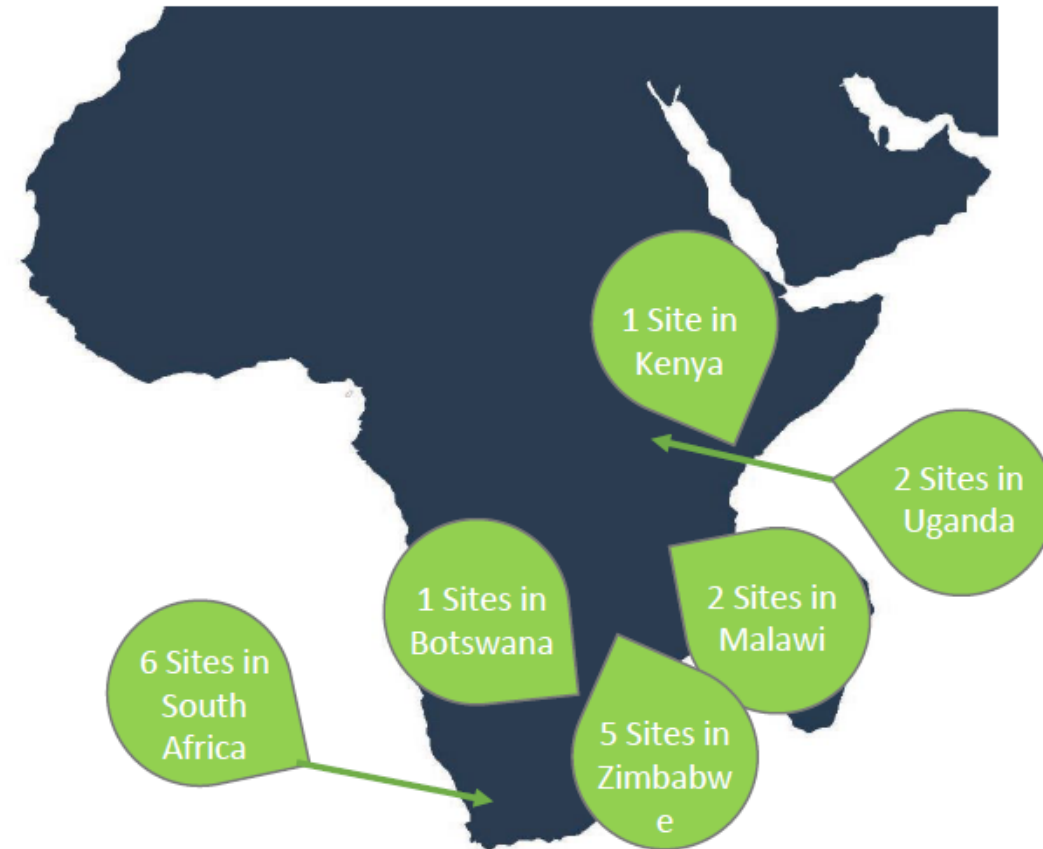 1 Site in
Kenya
2 Sites in
Uganda
1 Sites in
Botswana
2 Sites in
Malawi
6 Sites in
South
Africa
5 Sites in
Zimbabw
e